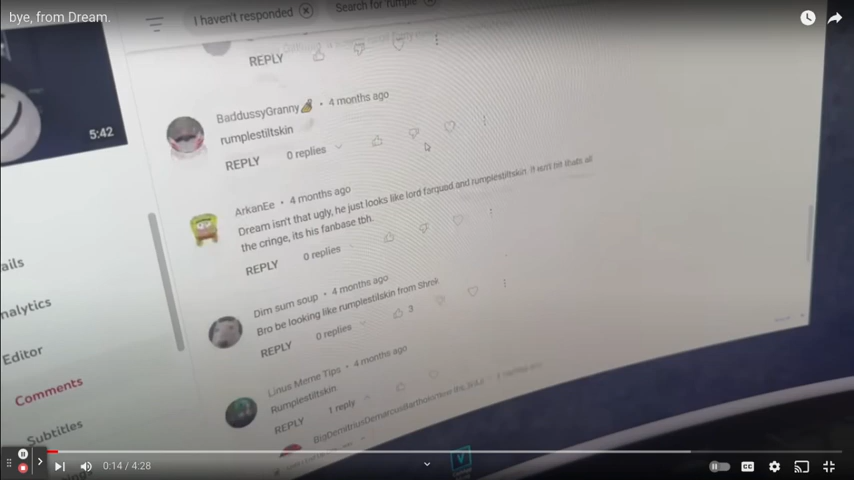 bye, from Dream.
I haven't responded
Search for rumple
REPLY
5:42
BaddussyGranny • 4 months ago
rumplestiltskin
REPLY 0 replies
ArkanEe • 4 months ago
Dream isn't that ugly, he just looks like lord farquad and rumplestiltskin.
the cringe, its his fanbase tbh.
REPLY 0 replies
ails
nalytics
Editor
Comments
Subtitles
Dim sum soup • 4 months ago
Bro be looking like rumplestilskin from Shrek
REPLY 0 replies 3
Linus Meme Tips • 4 months ago
Rumplestiltskin
REPLY 1 reply
0:14 / 4:28
CC